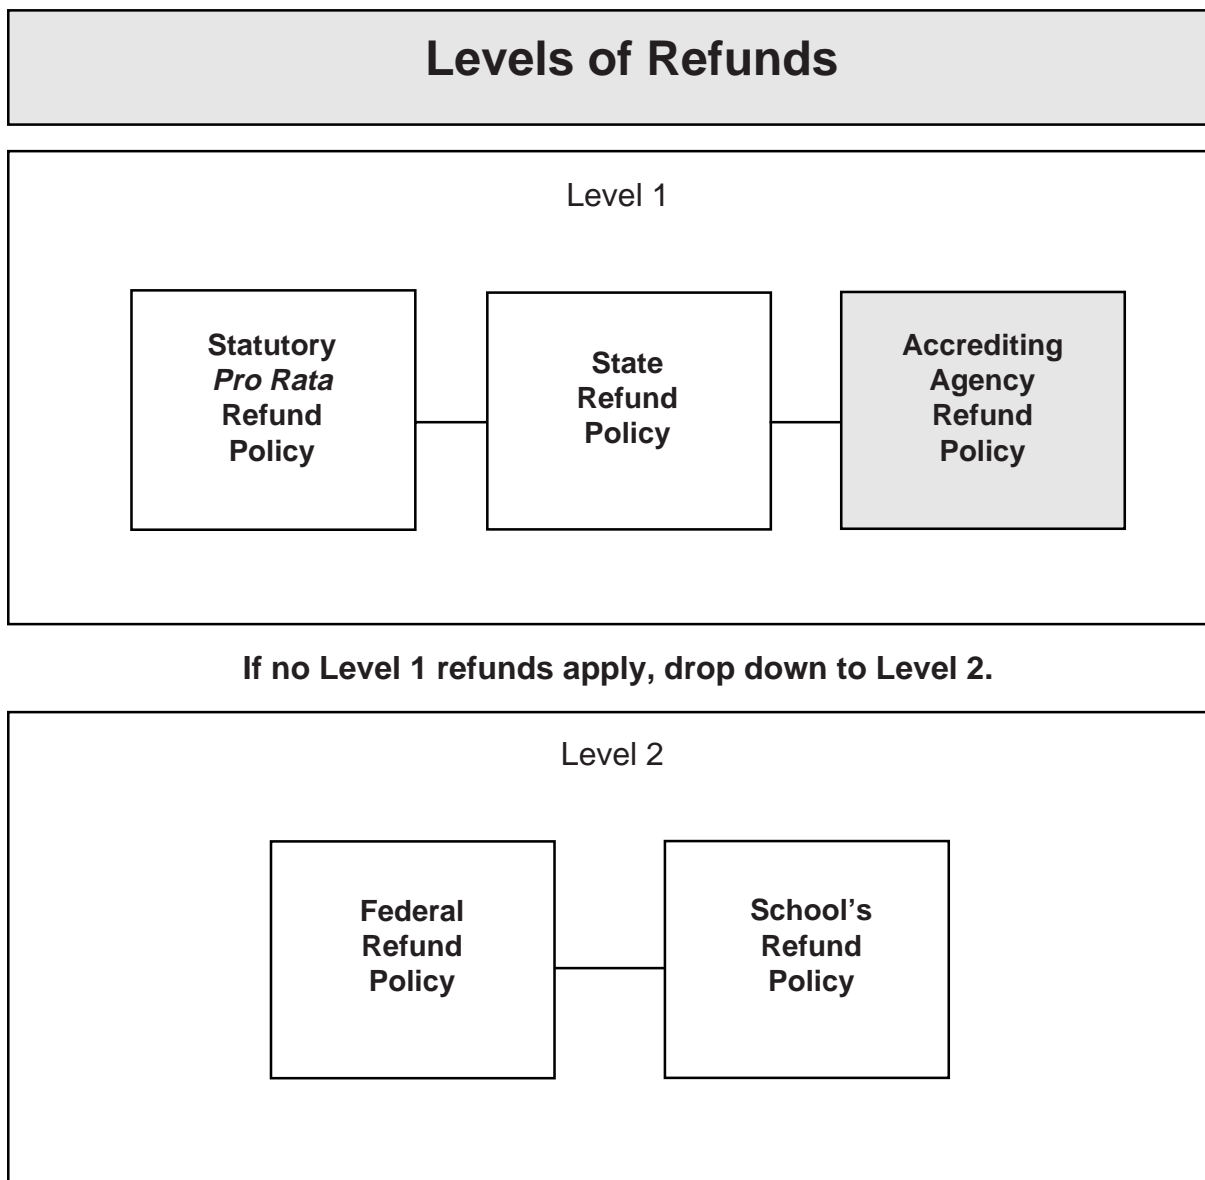 Levels of Refunds
Level 1
Statutory
Pro Rata
Refund
Policy
State
Refund
Policy
Accrediting
Agency
Refund
Policy
If no Level 1 refunds apply, drop down to Level 2.
Level 2
Federal
Refund
Policy
School’s
Refund
Policy